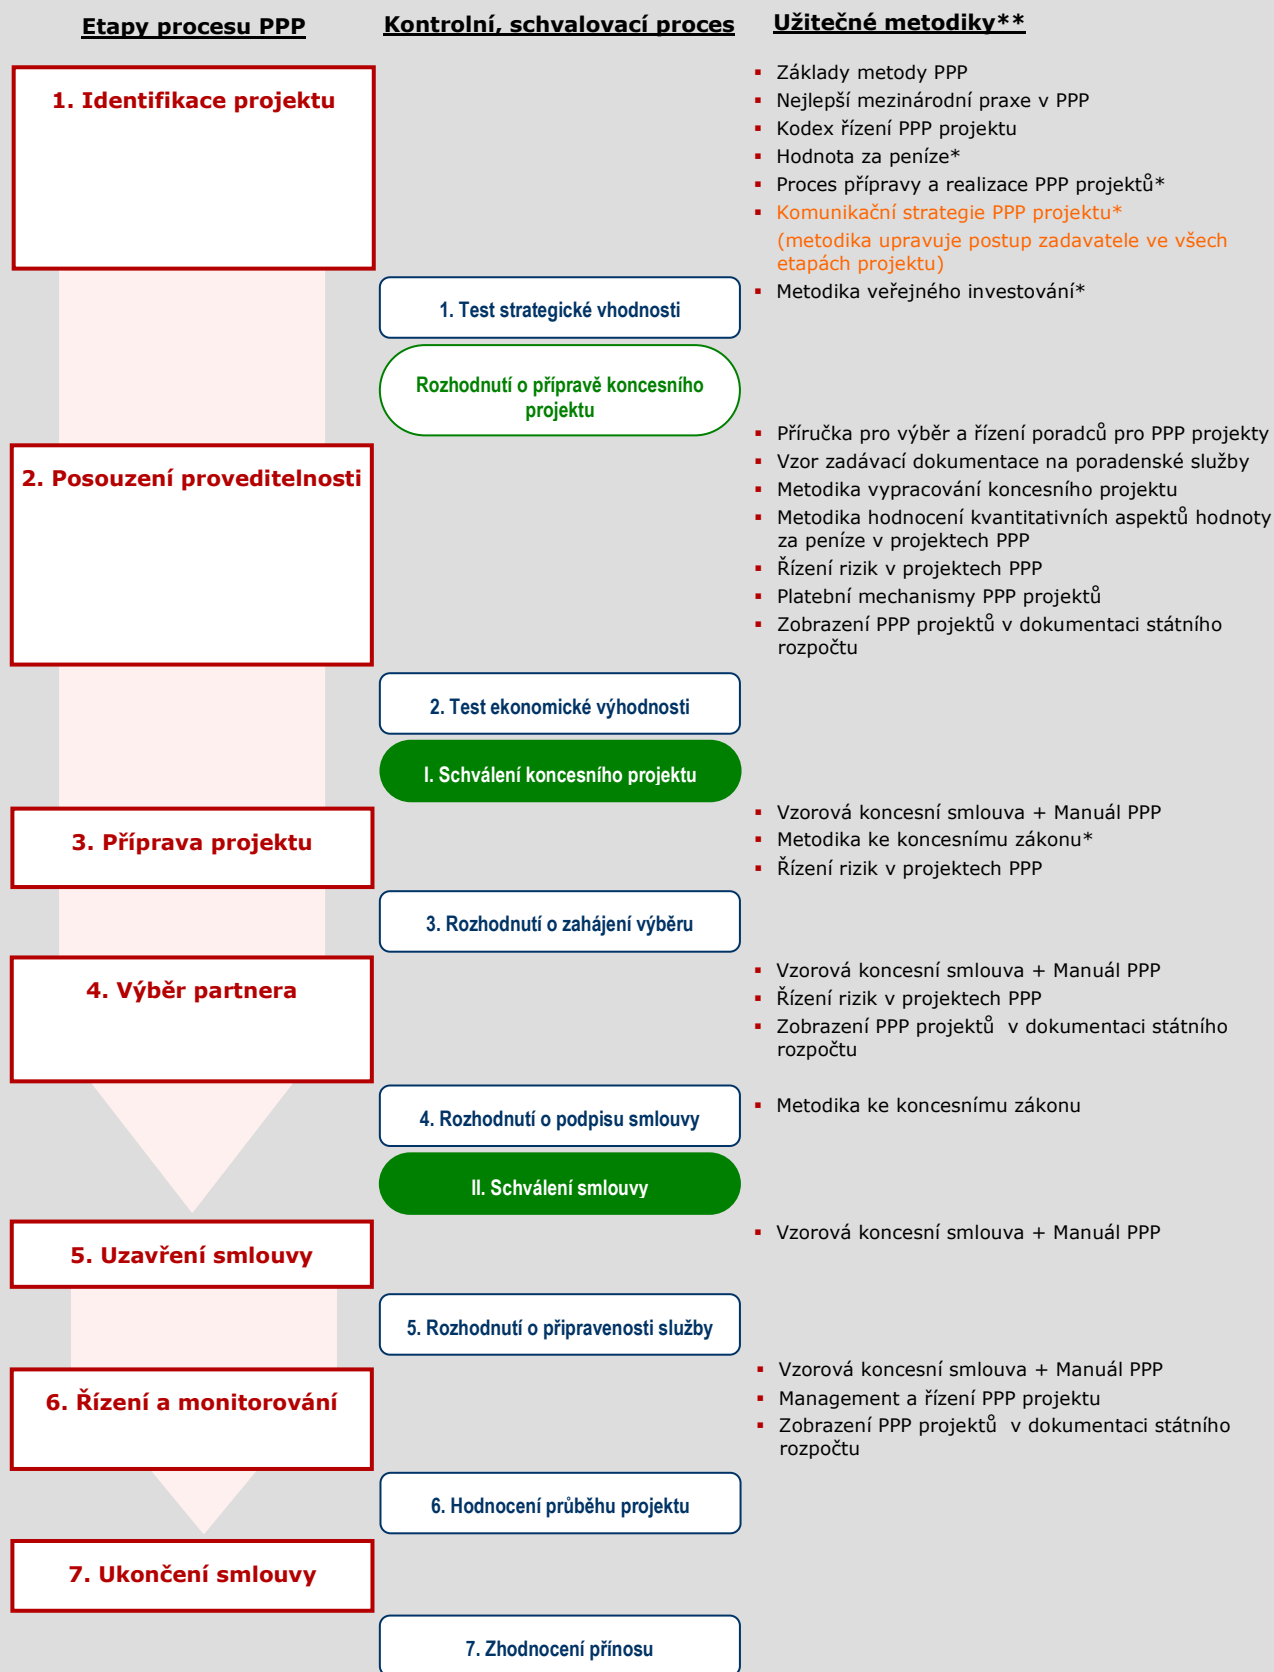 Etapy procesu PPP
Kontrolní, schvalovací proces
Užitečné metodiky**
1. Identifikace projektu
▪ Základy metody PPP
▪ Nejlepší mezinárodní praxe v PPP
▪ Kodex řízení PPP projektu
▪ Hodnota za peníze*
▪ Proces přípravy a realizace PPP projektů*
▪ Komunikační strategie PPP projektu*
(metodika upravuje postup zadavatele ve všech
etapách projektu)
▪ Metodika veřejného investování*
1. Test strategické vhodnosti
Rozhodnutí o přípravě koncesního
projektu
2. Posouzení proveditelnosti
▪ Příručka pro výběr a řízení poradců pro PPP projekty
▪ Vzor zadávací dokumentace na poradenské služby
▪ Metodika vypracování koncesního projektu
▪ Metodika hodnocení kvantitativních aspektů hodnoty
za peníze v projektech PPP
▪ Řízení rizik v projektech PPP
▪ Platební mechanismy PPP projektů
▪ Zobrazení PPP projektů v dokumentaci státního
rozpočtu
2. Test ekonomické výhodnosti
I. Schválení koncesního projektu
3. Příprava projektu
▪ Vzorová koncesní smlouva + Manuál PPP
▪ Metodika ke koncesnímu zákonu*
▪ Řízení rizik v projektech PPP
3. Rozhodnutí o zahájení výběru
4. Výběr partnera
▪ Vzorová koncesní smlouva + Manuál PPP
▪ Řízení rizik v projektech PPP
▪ Zobrazení PPP projektů  v dokumentaci státního
rozpočtu
4. Rozhodnutí o podpisu smlouvy
▪ Metodika ke koncesnímu zákonu
II. Schválení smlouvy
5. Uzavření smlouvy
▪ Vzorová koncesní smlouva + Manuál PPP
5. Rozhodnutí o připravenosti služby
6. Řízení a monitorování
▪ Vzorová koncesní smlouva + Manuál PPP
▪ Management a řízení PPP projektu
▪ Zobrazení PPP projektů  v dokumentaci státního
rozpočtu
6. Hodnocení průběhu projektu
7. Ukončení smlouvy
7. Zhodnocení přínosu